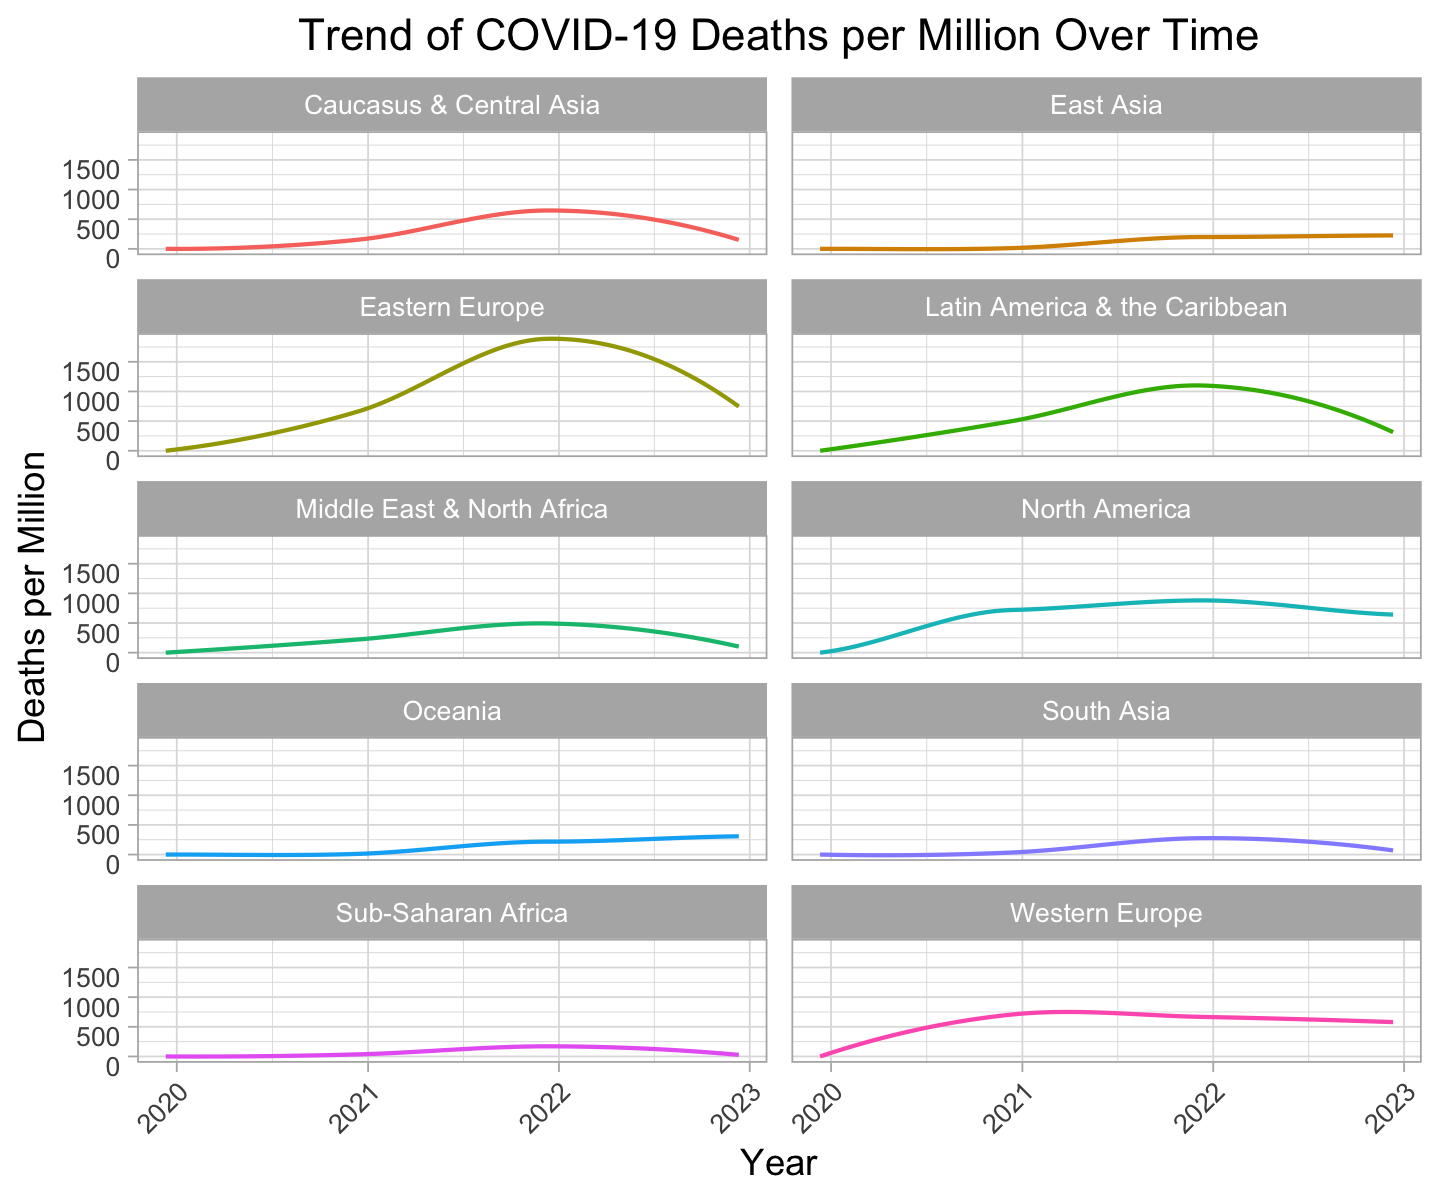 Trend of COVID-19 Deaths per Million Over Time
Caucasus & Central Asia
East Asia
1500
1000
500
0
Eastern Europe
Latin America & the Caribbean
1500
1000
500
0
Middle East & North Africa
North America
1500
1000
500
0
Oceania
South Asia
1500
1000
500
0
Sub-Saharan Africa
Western Europe
1500
1000
500
0
Deaths per Million
2020 2021 2022 2023 2020 2021 2022 2023
Year